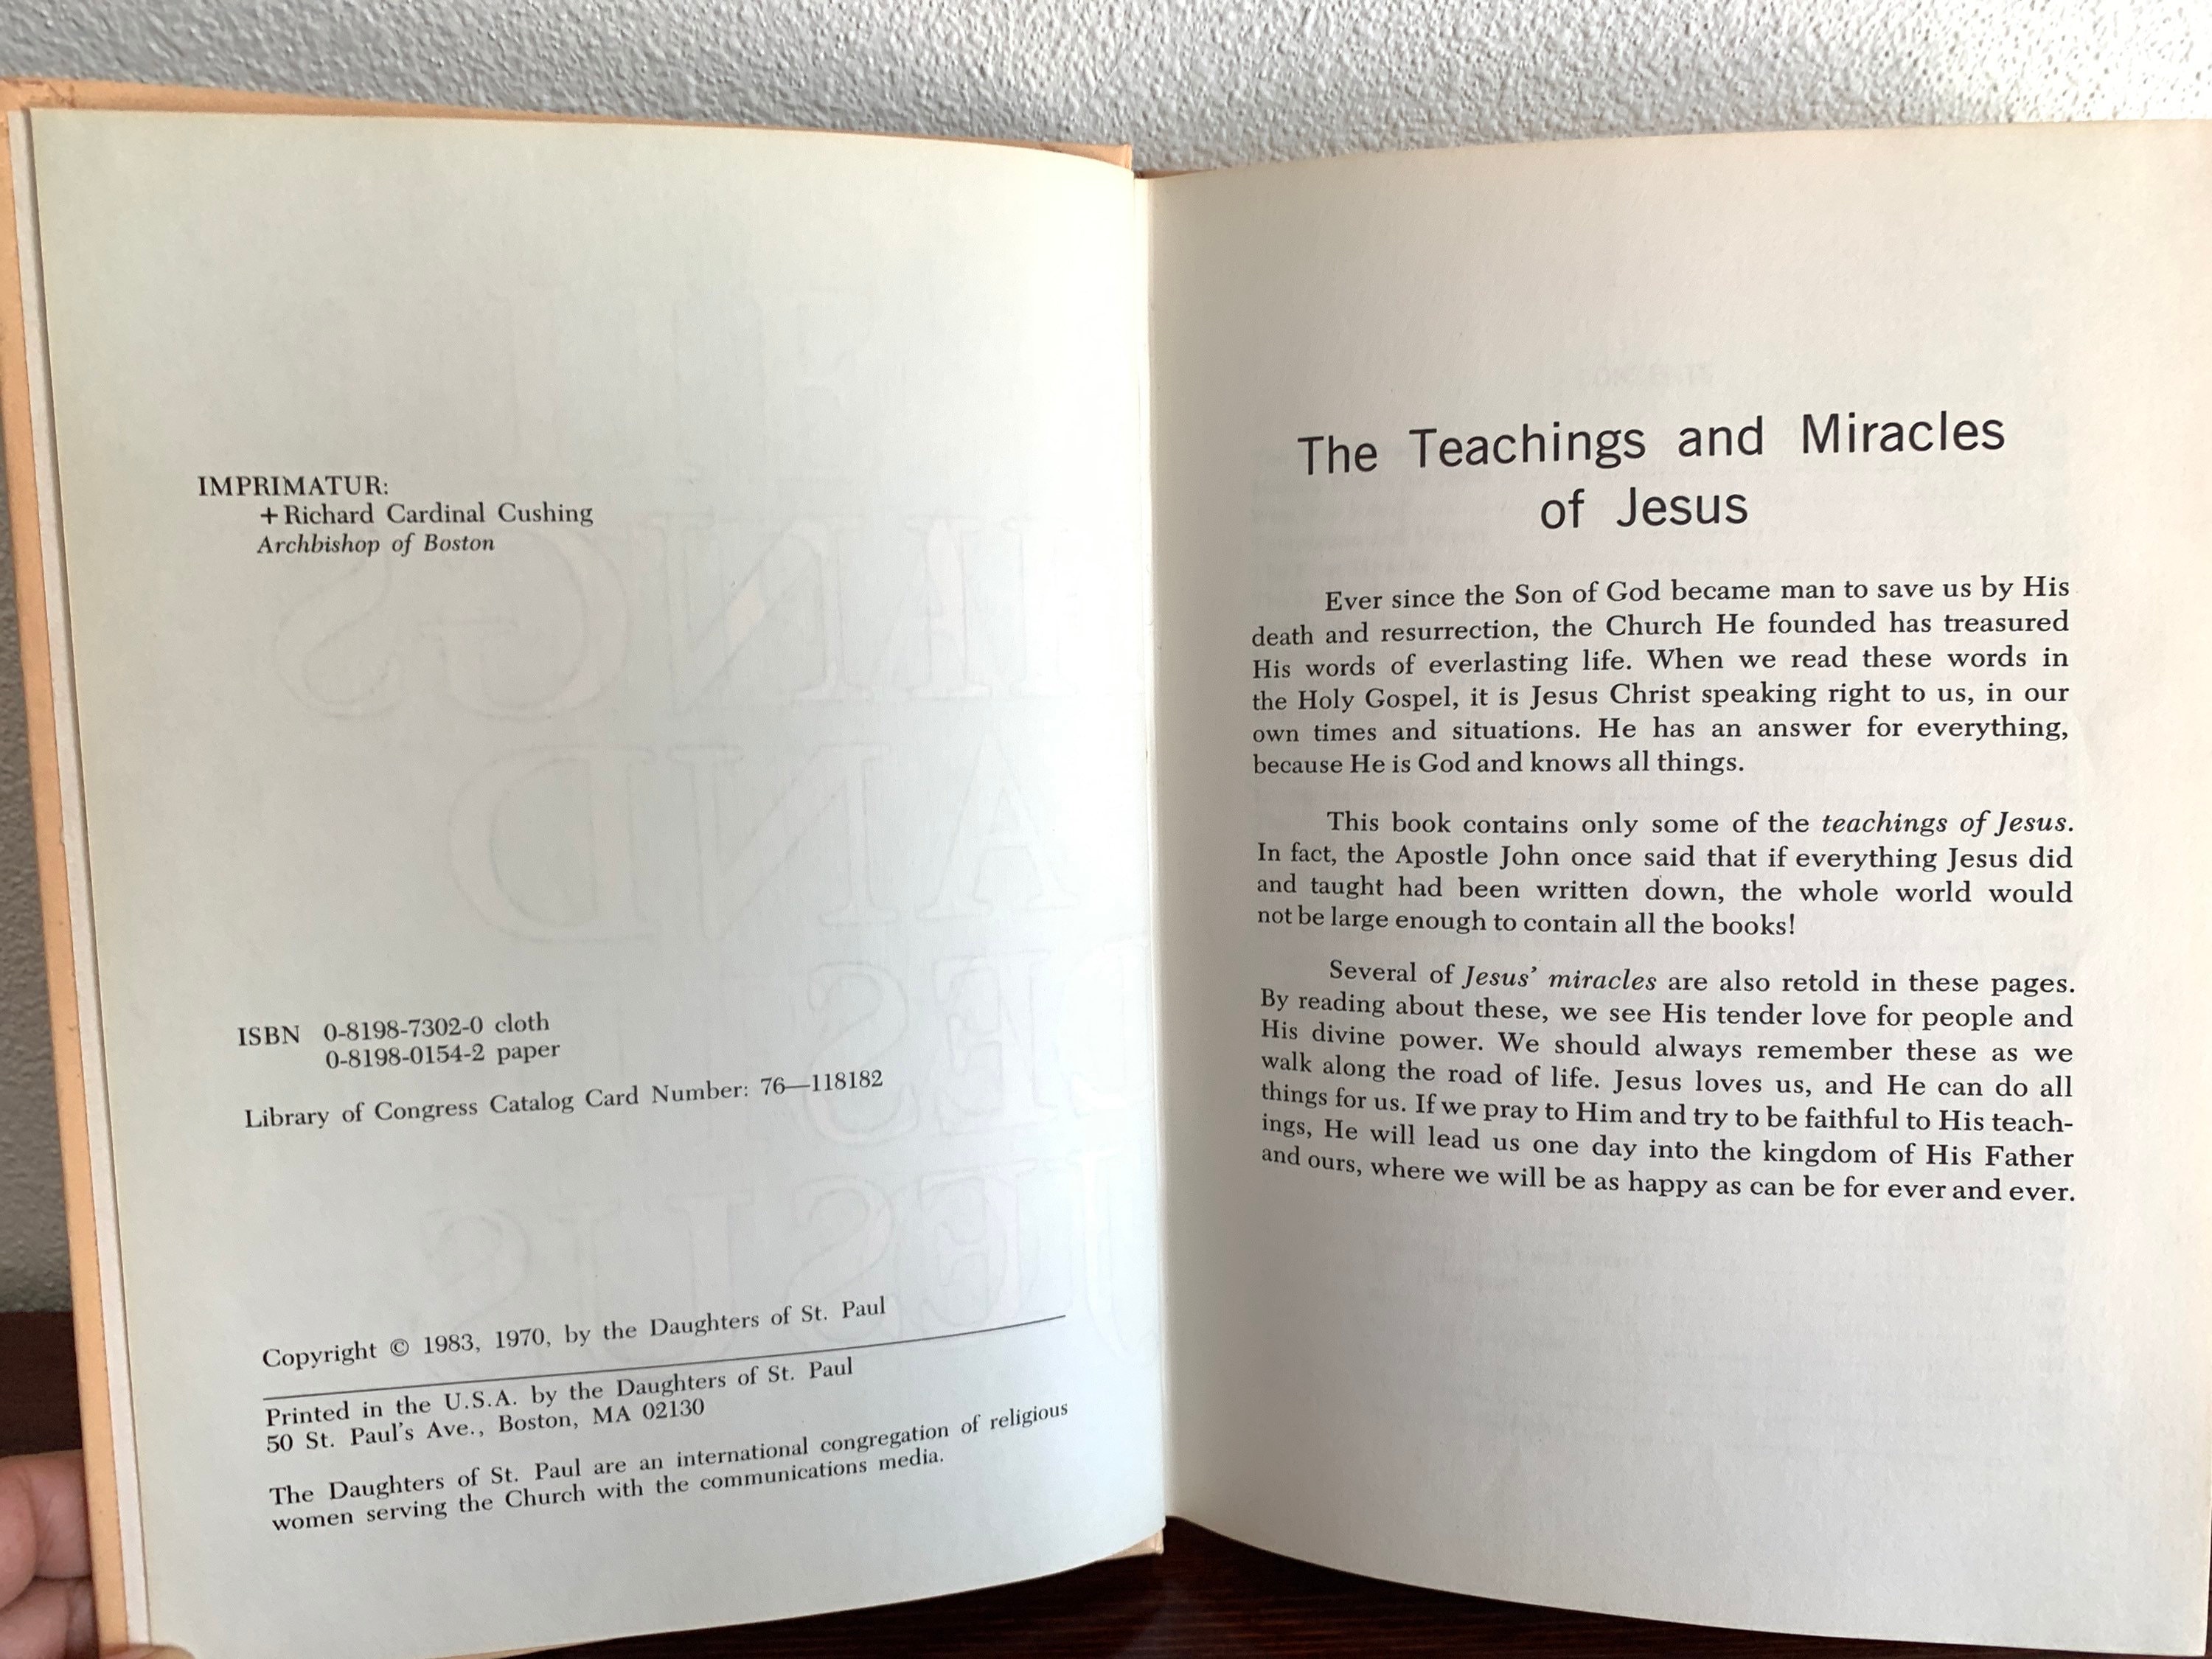 IMPRIMATUR:
+Richard Cardinal Cushing
Archbishop of Boston
ISBN 0-8198-7302-0 cloth
0-8198-0154-2 paper
Library of Congress Catalog Card Number: 76—118182
Copyright © 1983, 1970, by the Daughters of St. Paul
Printed in the U.S.A. by the Daughters of St. Paul
50 St. Paul's Ave., Boston, MA 02130
The Daughters of St. Paul are an international congregation of religious
women serving the Church with the communications media.
The Teachings and Miracles
of Jesus
Ever since the Son of God became man to save us by His
death and resurrection, the Church He founded has treasured
His words of everlasting life. When we read these words in
the Holy Gospel, it is Jesus Christ speaking right to us, in our
own times and situations. He has an answer for everything,
because He is God and knows all things.
This book contains only some of the teachings of Jesus.
In fact, the Apostle John once said that if everything Jesus did
and taught had been written down, the whole world would
not be large enough to contain all the books!
Several of Jesus' miracles are also retold in these pages.
By reading about these, we see His tender love for people and
His divine power. We should always remember these as we
walk along the road of life. Jesus loves us, and He can do all
things for us. If we pray to Him and try to be faithful to His teach-
ings, He will lead us one day into the kingdom of His Father
and ours, where we will be as happy as can be for ever and ever.